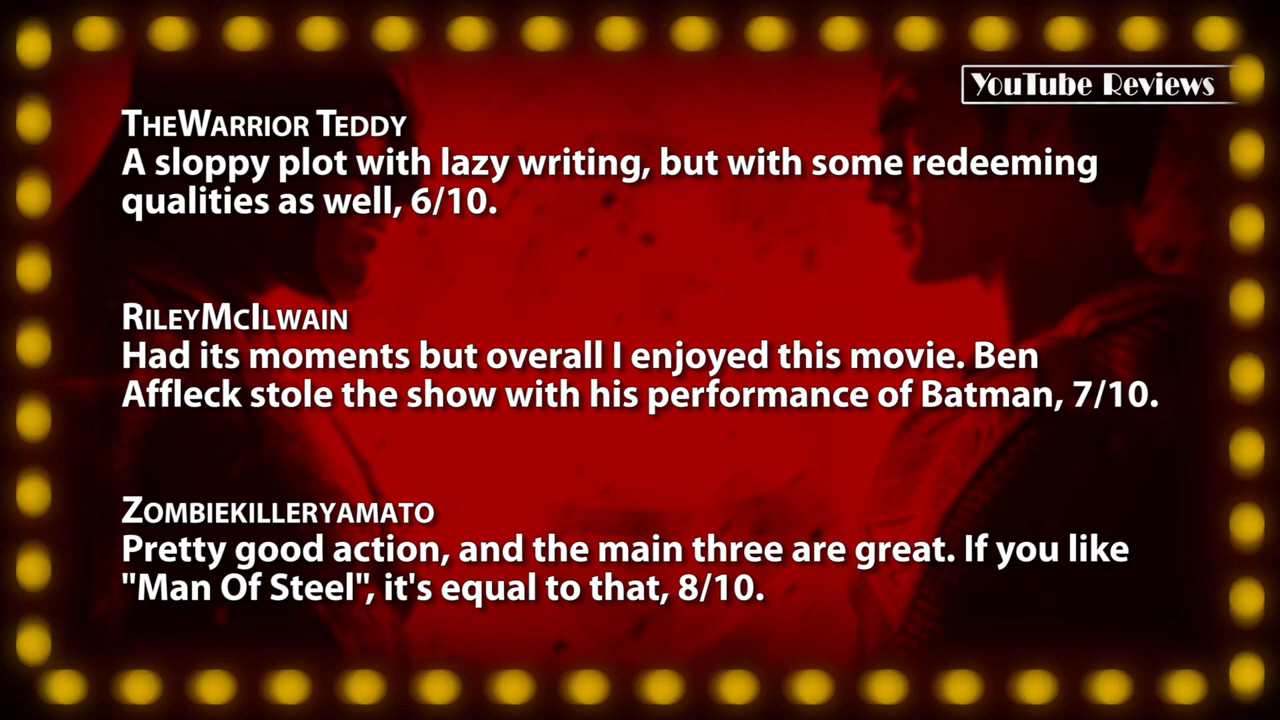 YouTube Reviews
TheWarrior Teddy
A sloppy plot with lazy writing, but with some redeeming
qualities as well, 6/10.
RileyMcIlwain
Had its moments but overall I enjoyed this movie. Ben
Affleck stole the show with his performance of Batman, 7/10.
Zombiekilleryamato
Pretty good action, and the main three are great. If you like
"Man Of Steel", it's equal to that, 8/10.